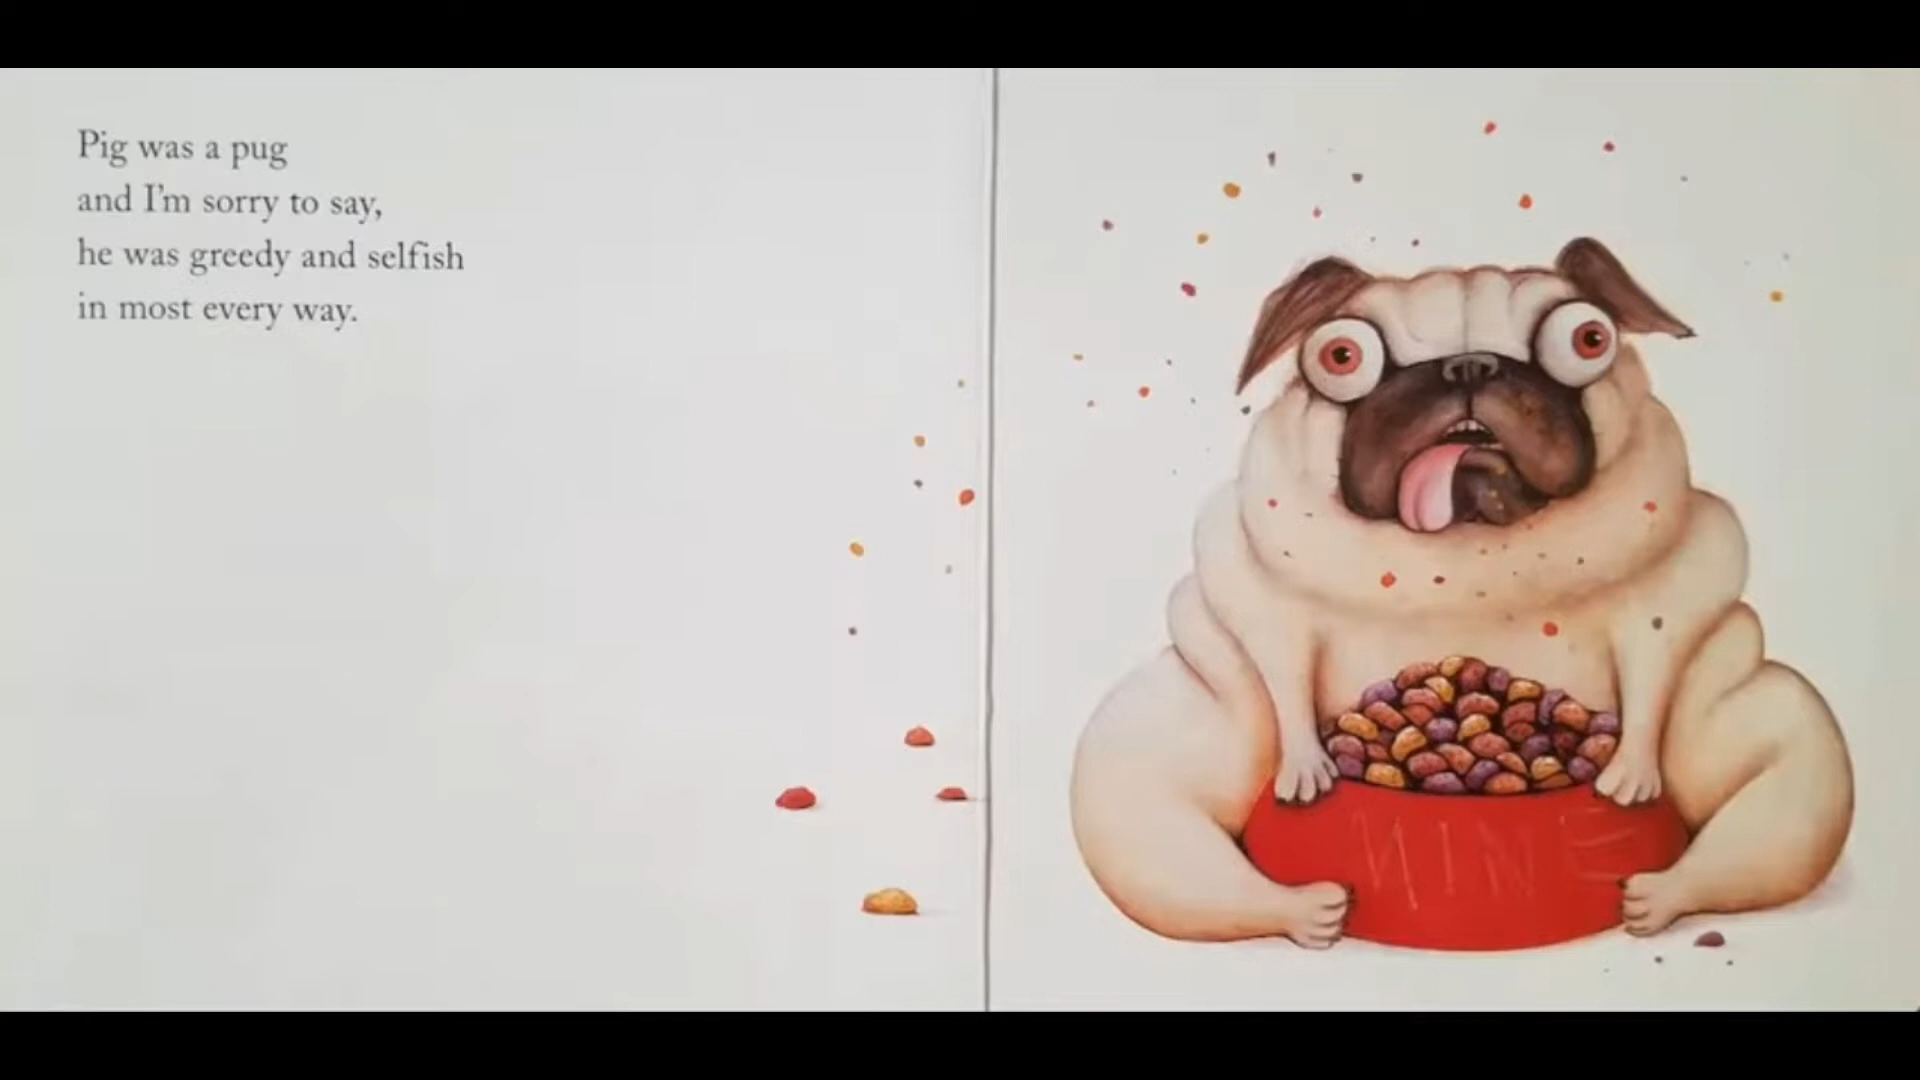 Pig was a pug
and I'm sorry to say,
he was greedy and selfish
in most every way.
MINE